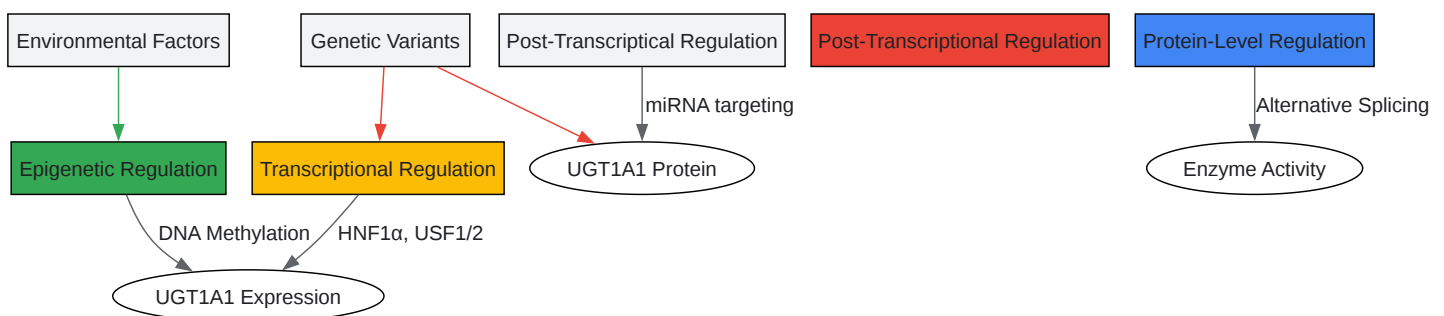 Environmental Factors
Genetic Variants
Post-Transcriptical Regulation
Post-Transcriptional Regulation
Protein-Level Regulation
miRNA targeting
Alternative Splicing
Epigenetic Regulation
Transcriptional Regulation
UGT1A1 Protein
Enzyme Activity
DNA Methylation
HNF1α, USF1/2
UGT1A1 Expression